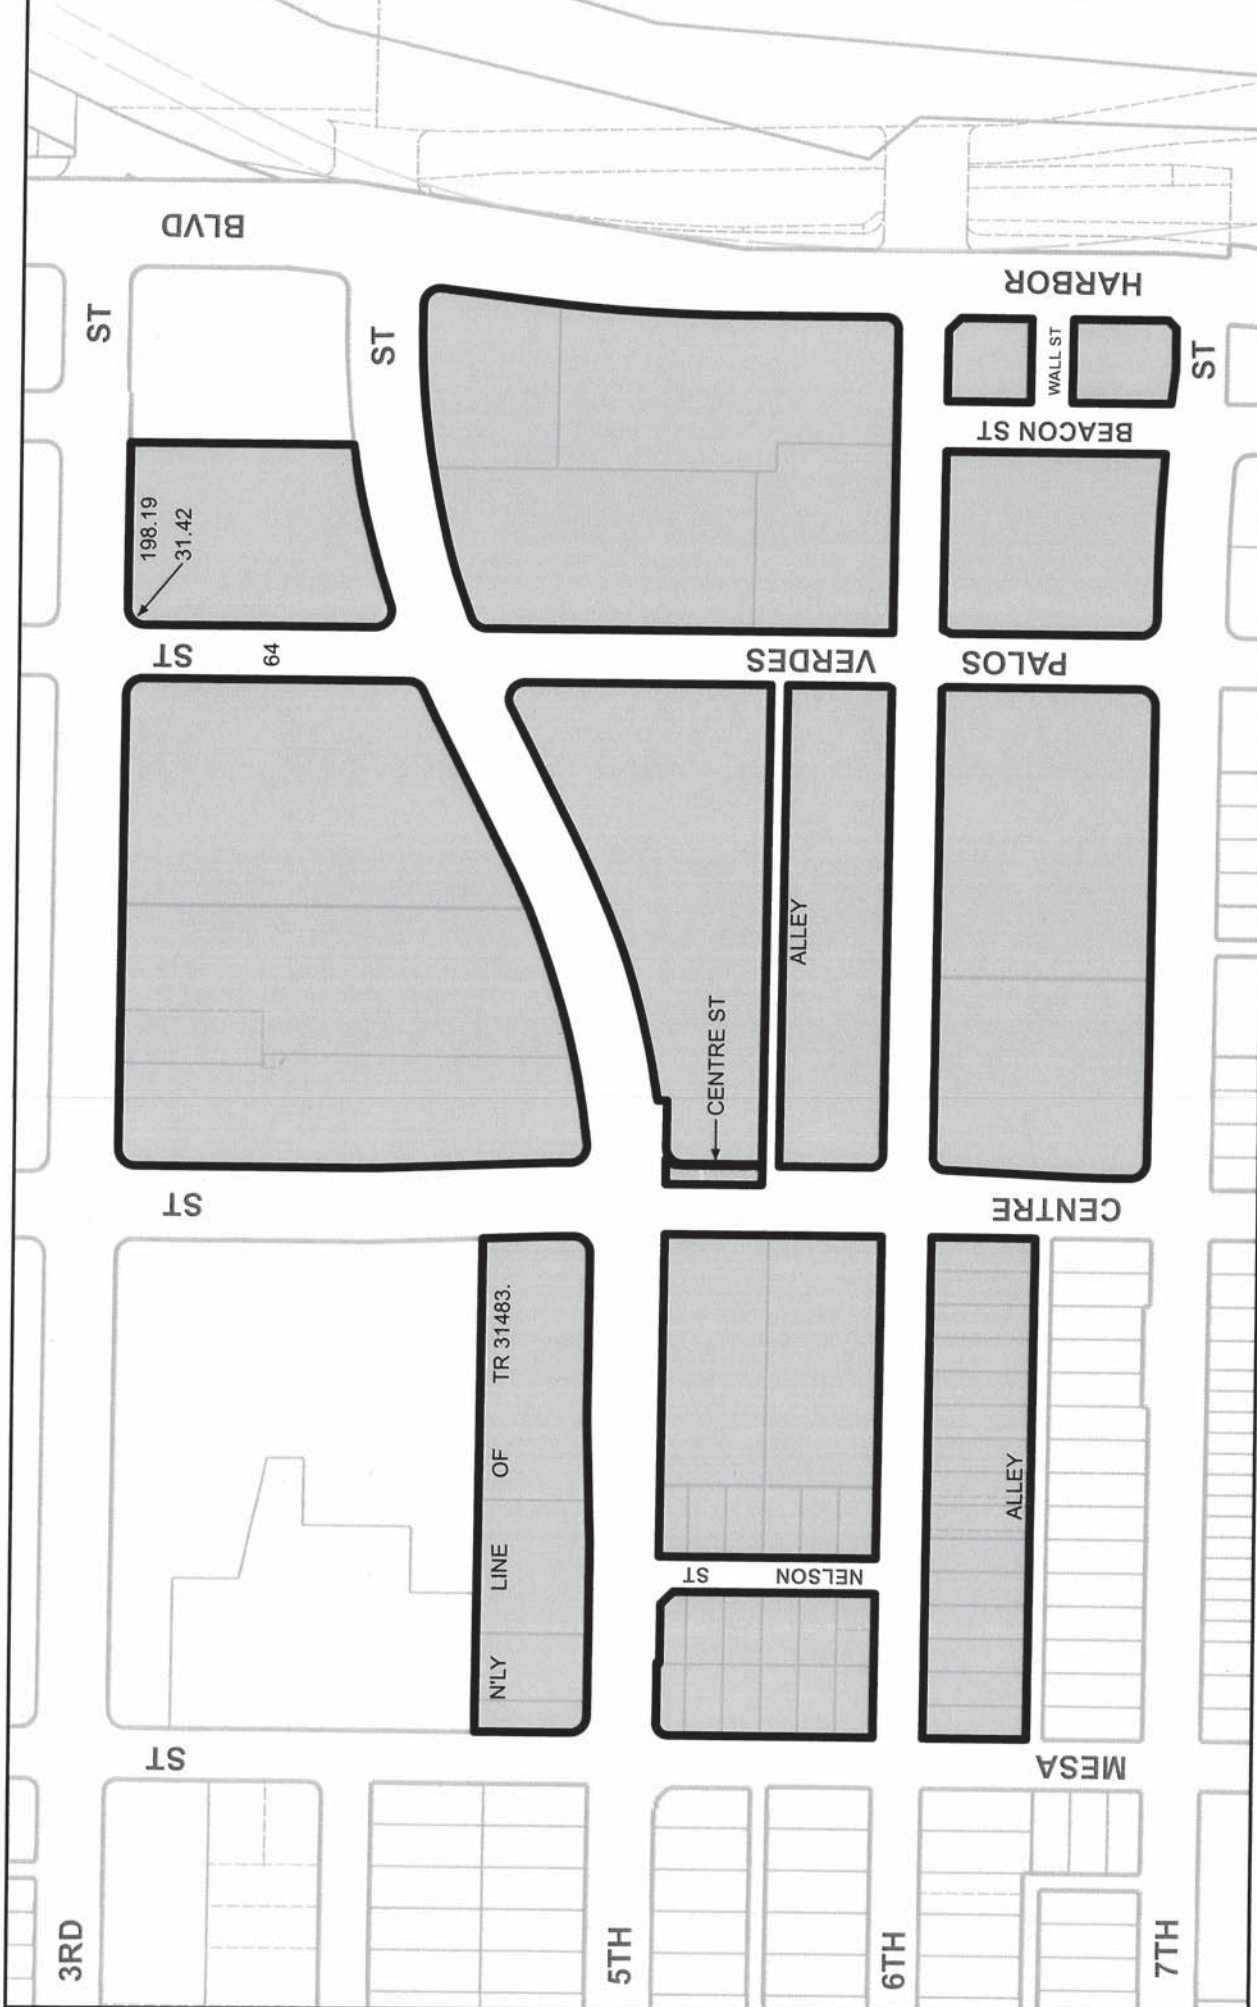 BLVD
HARBOR
ST
ST
WALL ST
ST
BEACON ST
198.19
31.42
ST
64
VERDES
PALOS
ALLEY
CENTRE ST
ST
CENTRE
N'LY LINE OF TR 31483.
ALLEY
ST
NELSON
ST
MESA
3RD
5TH
6TH
7TH